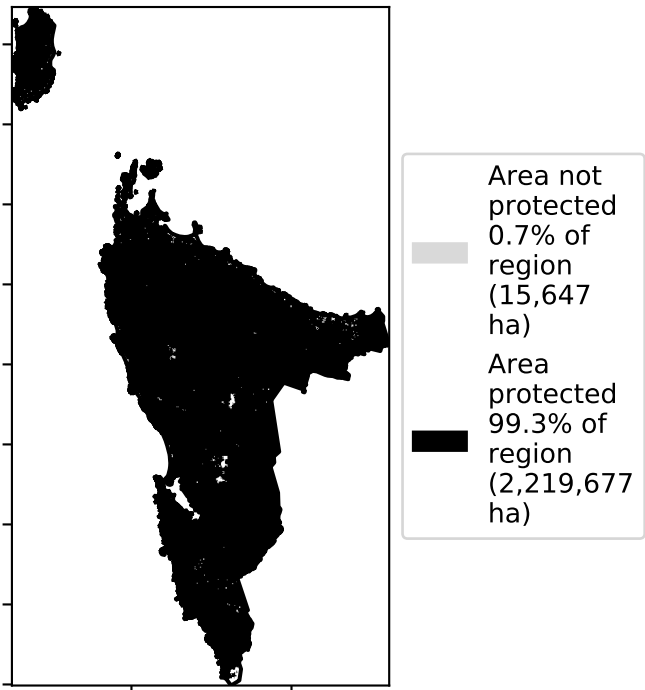 Area not
protected
0.7% of
region
(15,647
ha)
Area
protected
99.3% of
region
(2,219,677
ha)